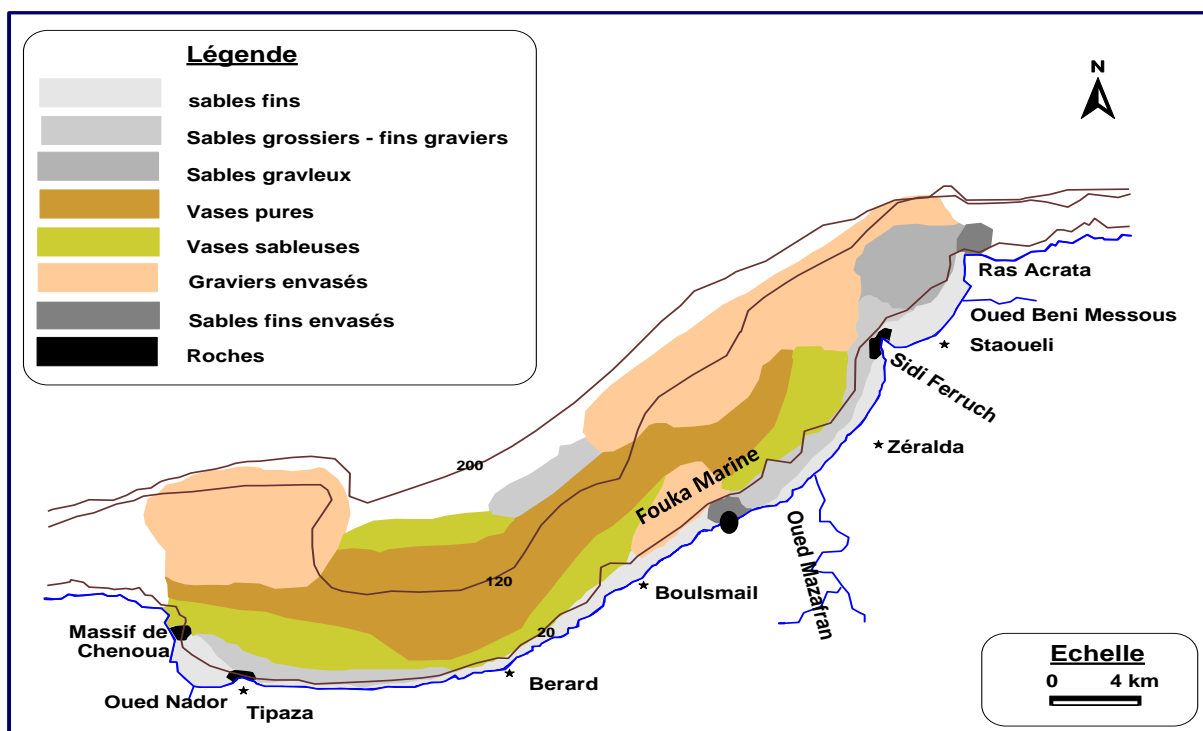 Légende
sables fins
Sables grossiers - fins graviers
Sables gravleux
Vases pures
Vases sableuses
Graviers envasés
Sables fins envasés
Roches
N
Ras Acrata
Oued Beni Messous
Staoueli
Sidi Ferruch
Zéralda
200
Fouka Marine
Oued Mazafran
120
Boulsmail
20
Massif de
Chenoua
Berard
Oued Nador
Tipaza
Echelle
0 4 km